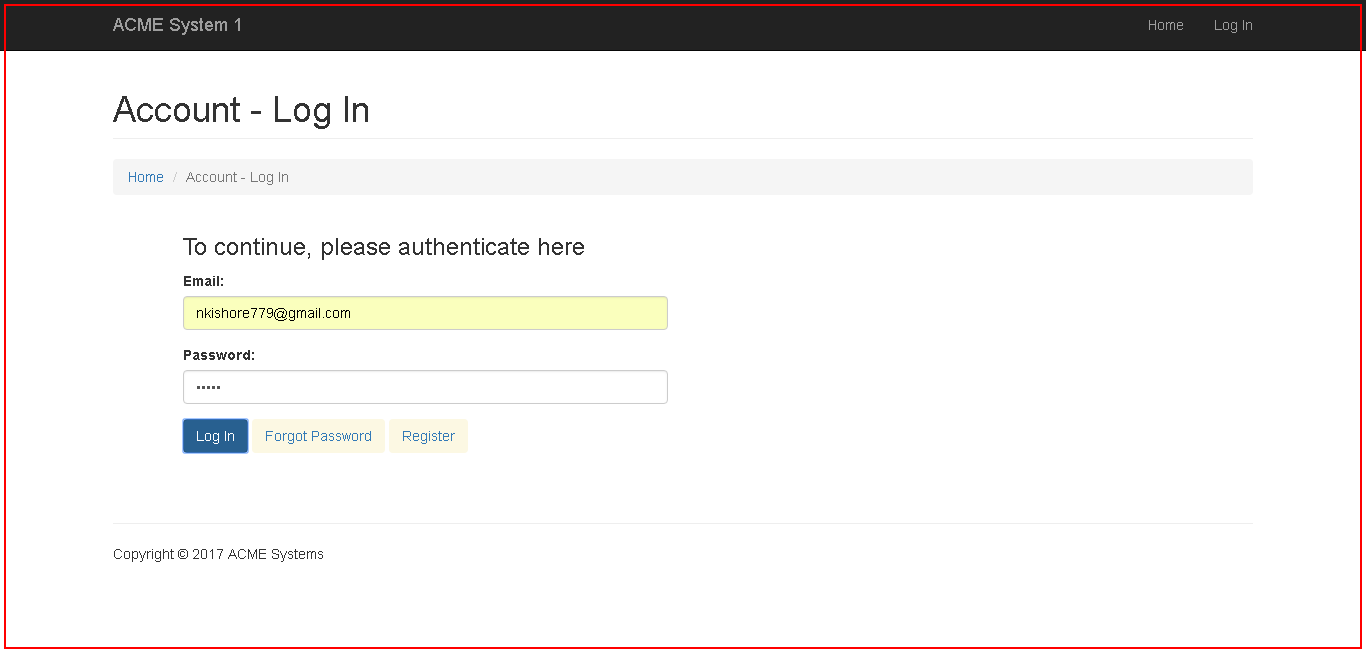 ACME System 1 Home Log In
Account - Log In
Home / Account - Log In
To continue, please authenticate here
Email:
nkishore779@gmail.com
Password:
•••••
Log In Forgot Password Register
Copyright © 2017 ACME Systems